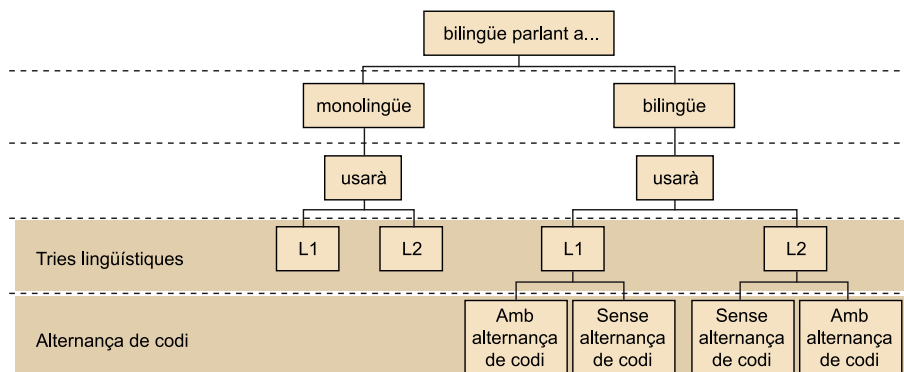 bilingüe parlant a...
monolingüe
bilingüe
usarà
usarà
Tries lingüístiques
L1
L2
L1
L2
Alternança de codi
Amb
alternança
de codi
Sense
alternança
de codi
Sense
alternança
de codi
Amb
alternança
de codi